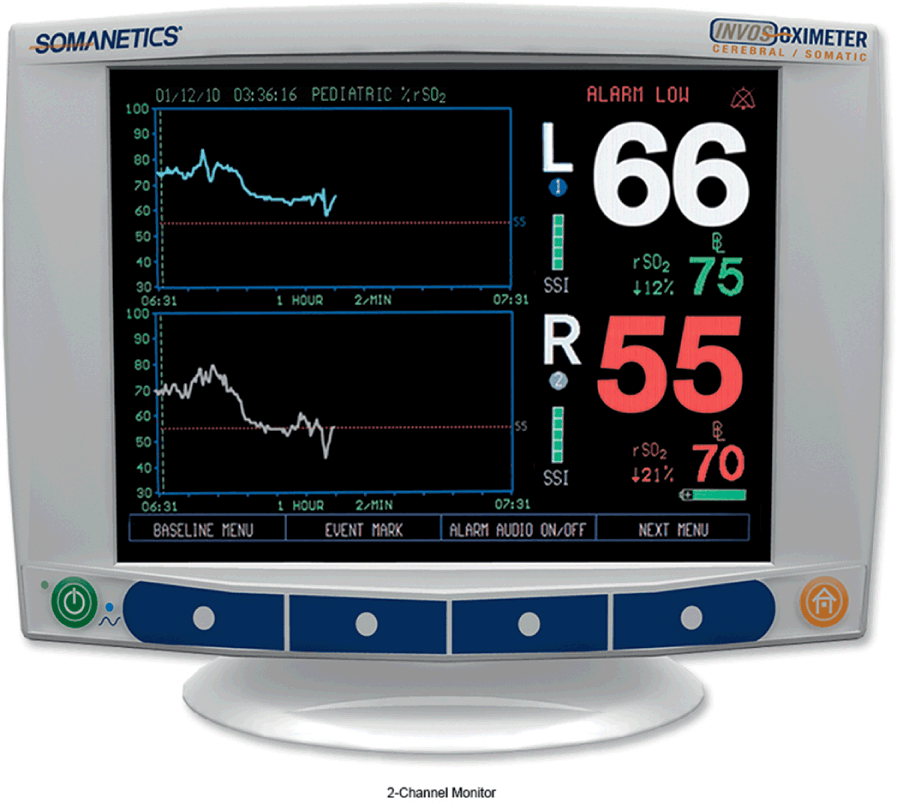 SOMANETICS®
INVOS OXIMETER
CEREBRAL / SOMATIC
01/12/10 03:36:16 PEDIATRIC %rSO2
ALARM LOW
100
90
80
70
60
50
40
30
55
06:31 1 HOUR 2/MIN 07:31
L
1
SSI
66
BL
rSO2
↓12% 75
100
90
80
70
60
50
40
30
55
06:31 1 HOUR 2/MIN 07:31
R
2
SSI
55
BL
rSO2
↓21% 70
BASELINE MENU EVENT MARK ALARM AUDIO ON/OFF NEXT MENU
2-Channel Monitor